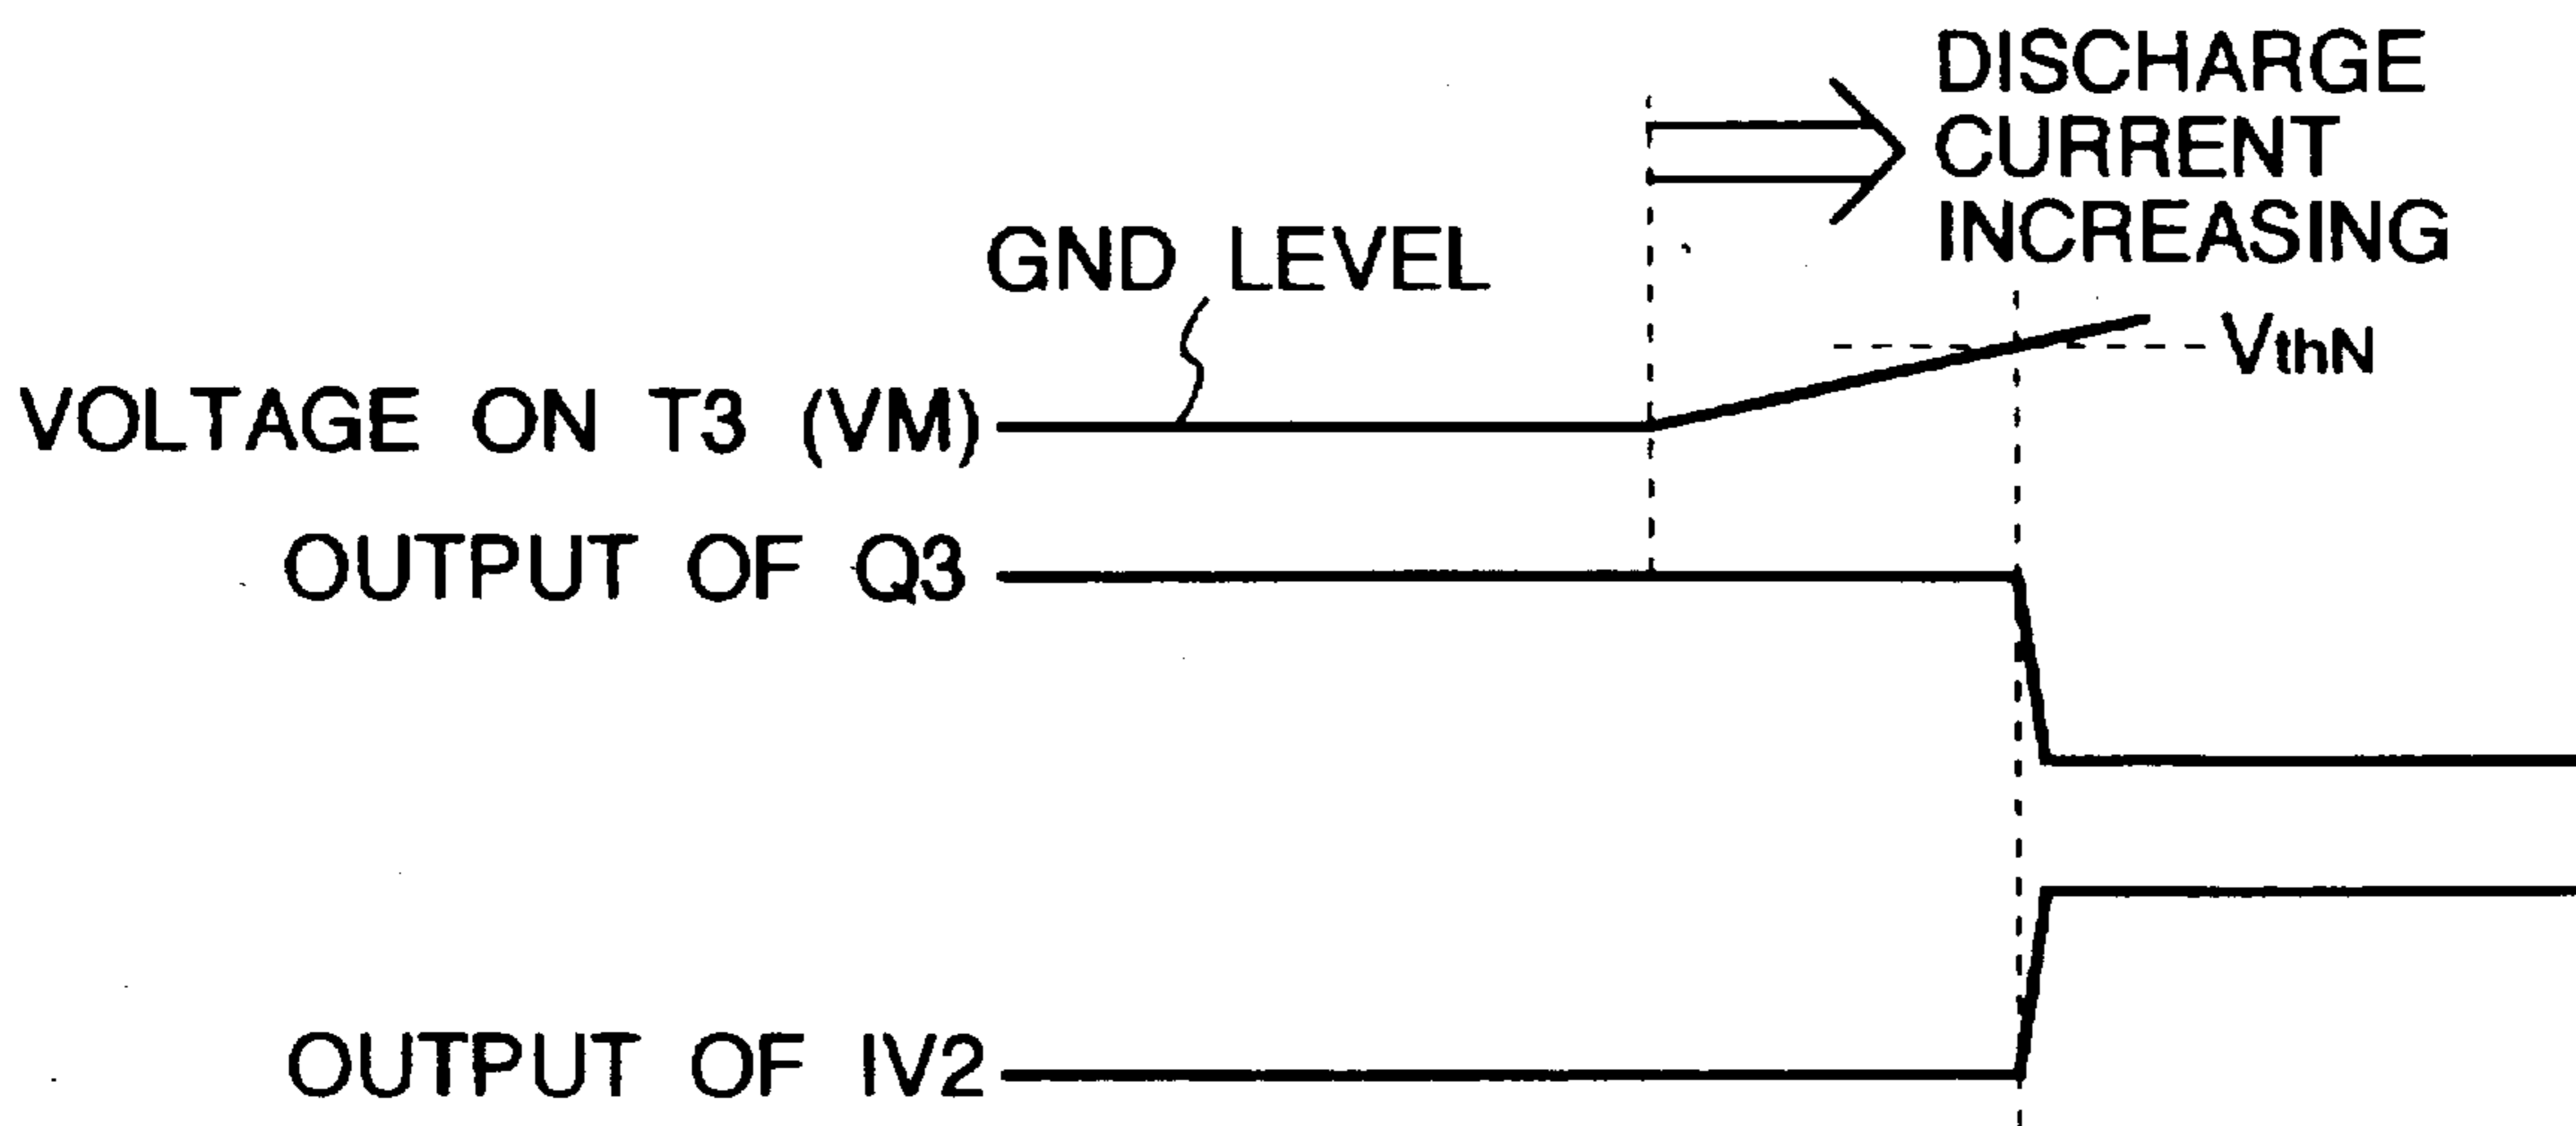 DISCHARGE
CURRENT
INCREASING
GND LEVEL
VthN
VOLTAGE ON T3 (VM)
OUTPUT OF Q3
OUTPUT OF IV2